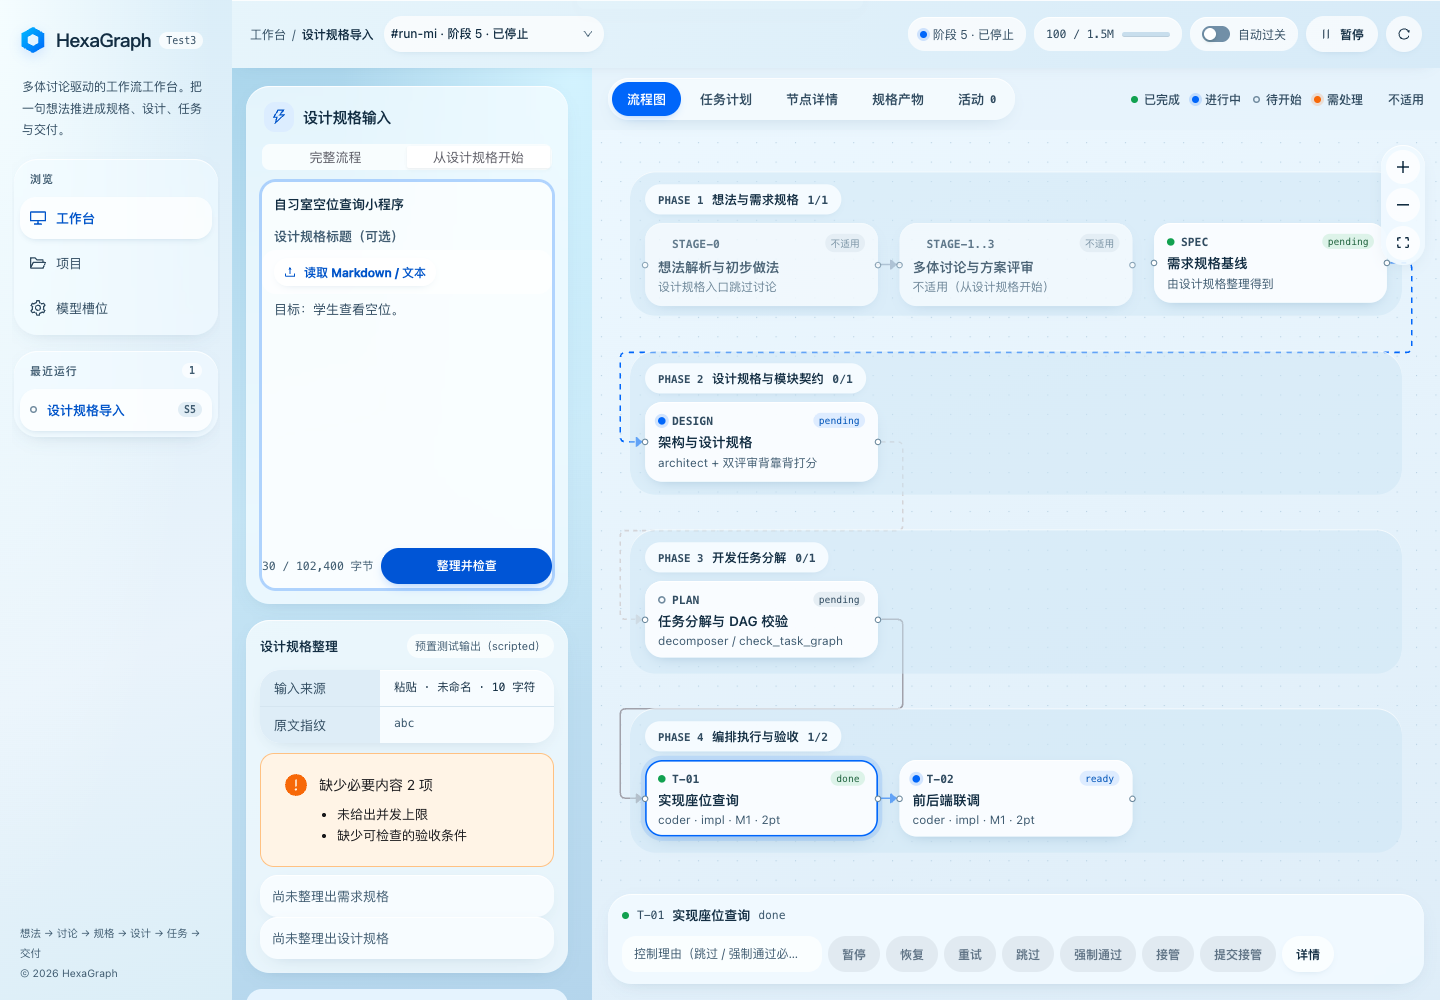 HexaGraph Test3
多体讨论驱动的工作流工作台。把
一句想法推进成规格、设计、任务
与交付。
浏览
工作台
项目
模型槽位
最近运行 1
设计规格导入 S5
想法 → 讨论 → 规格 → 设计 → 任务 →
交付
© 2026 HexaGraph
工作台 / 设计规格导入 #run-mi · 阶段 5 · 已停止
阶段 5 · 已停止 100 / 1.5M 自动过关 暂停
设计规格输入
完整流程 从设计规格开始
自习室空位查询小程序
设计规格标题（可选）
读取 Markdown / 文本
目标：学生查看空位。
30 / 102,400 字节 整理并检查
设计规格整理 预置测试输出（scripted）
输入来源 粘贴 · 未命名 · 10 字符
原文指纹 abc
缺少必要内容 2 项
未给出并发上限
缺少可检查的验收条件
尚未整理出需求规格
尚未整理出设计规格
流程图 任务计划 节点详情 规格产物 活动 0
已完成 进行中 待开始 需处理 不适用
PHASE 1 想法与需求规格 1/1
STAGE-0 不适用
想法解析与初步做法
设计规格入口跳过讨论
STAGE-1..3 不适用
多体讨论与方案评审
不适用（从设计规格开始）
SPEC pending
需求规格基线
由设计规格整理得到
PHASE 2 设计规格与模块契约 0/1
DESIGN pending
架构与设计规格
architect + 双评审背靠背打分
PHASE 3 开发任务分解 0/1
PLAN pending
任务分解与 DAG 校验
decomposer / check_task_graph
PHASE 4 编排执行与验收 1/2
T-01 done
实现座位查询
coder · impl · M1 · 2pt
T-02 ready
前后端联调
coder · impl · M1 · 2pt
T-01 实现座位查询 done
控制理由（跳过 / 强制通过必... 暂停 恢复 重试 跳过 强制通过 接管 提交接管 详情